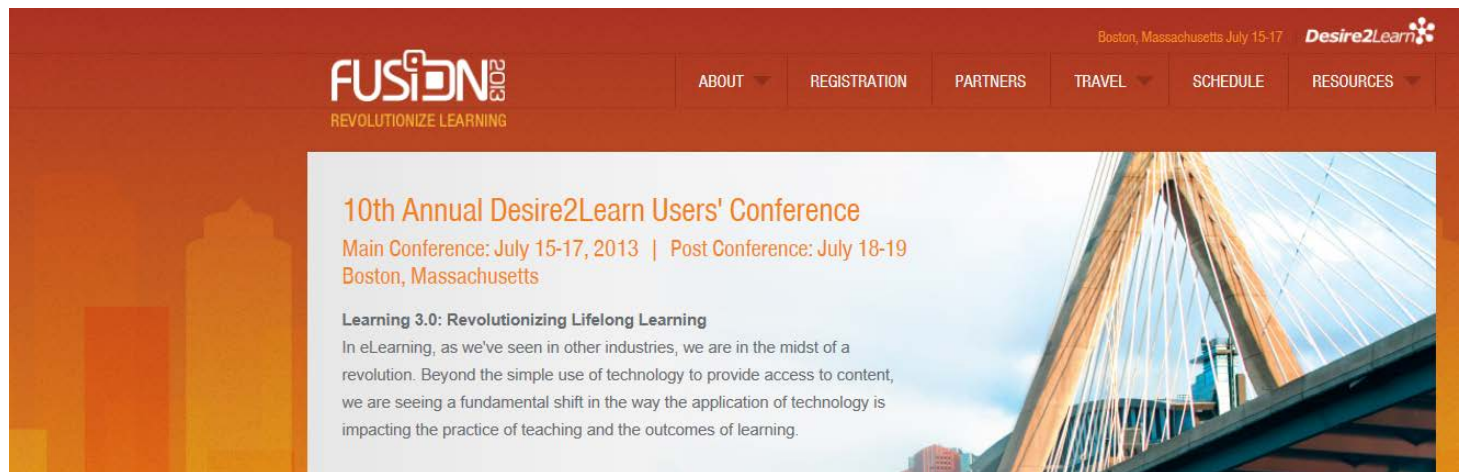 Boston, Massachusetts July 15-17 Desire2Learn
FUSION 2013
REVOLUTIONIZE LEARNING
ABOUT REGISTRATION PARTNERS TRAVEL SCHEDULE RESOURCES
10th Annual Desire2Learn Users' Conference
Main Conference: July 15-17, 2013 | Post Conference: July 18-19
Boston, Massachusetts
Learning 3.0: Revolutionizing Lifelong Learning
In eLearning, as we've seen in other industries, we are in the midst of a
revolution. Beyond the simple use of technology to provide access to content,
we are seeing a fundamental shift in the way the application of technology is
impacting the practice of teaching and the outcomes of learning.